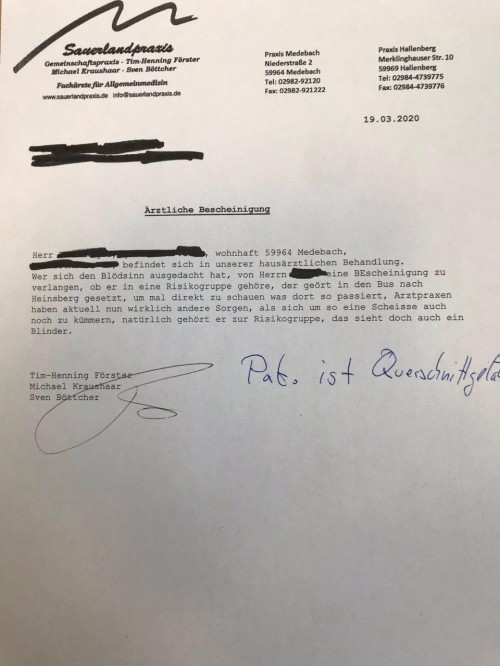 Sauerlandpraxis
Gemeinschaftspraxis - Tim-Henning Förster
Michael Kraushaar - Sven Böttcher
Fachärzte für Allgemeinmedizin
www.sauerlandpraxis.de info@sauerlandpraxis.de
Praxis Medebach
Niederstraße 2
59964 Medebach
Tel: 02982-92120
Fax: 02982-921222
Praxis Hallenberg
Merklinghauser Str. 10
59969 Hallenberg
Tel: 02984-4739775
Fax: 02984-4739776
19.03.2020
Ärztliche Bescheinigung
Herr , wohnhaft 59964 Medebach,
befindet sich in unserer hausärztlichen Behandlung.
Wer sich den Blödsinn ausgedacht hat, von Herrn eine BEscheinigung zu
verlangen, ob er in eine Risikogruppe gehöre, der geört in den Bus nach
Heinsberg gesetzt, um mal direkt zu schauen was dort so passiert, Arztpraxen
haben aktuell nun wirklich andere Sorgen, als sich um so eine Scheisse auch
noch zu kümmern, natürlich gehört er zur Risikogruppe, das sieht doch auch ein
Blinder.
Tim-Henning Förster
Michael Kraushaar
Sven Böttcher
Pat. ist Querschnittgelä